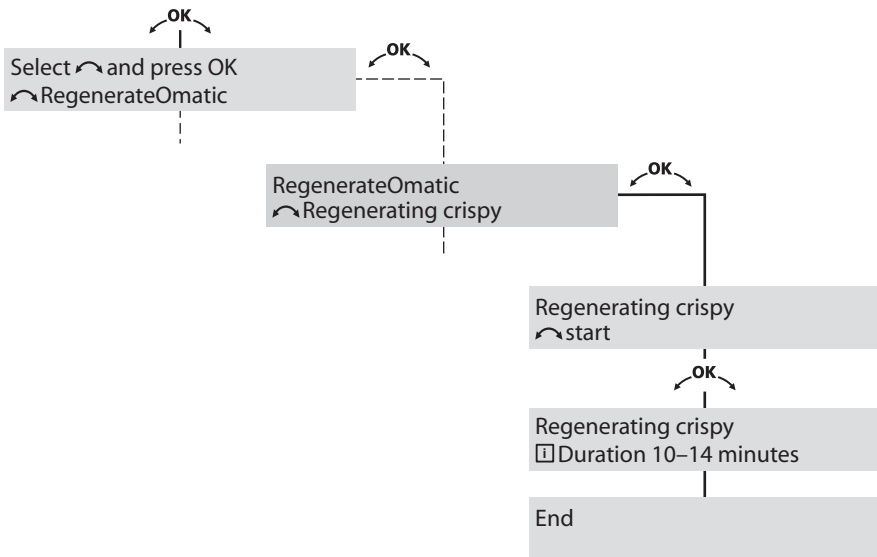 OK
Select and press OK
RegenerateOmatic
OK
RegenerateOmatic
Regenerating crispy
OK
Regenerating crispy
start
OK
Regenerating crispy
i Duration 10–14 minutes
End